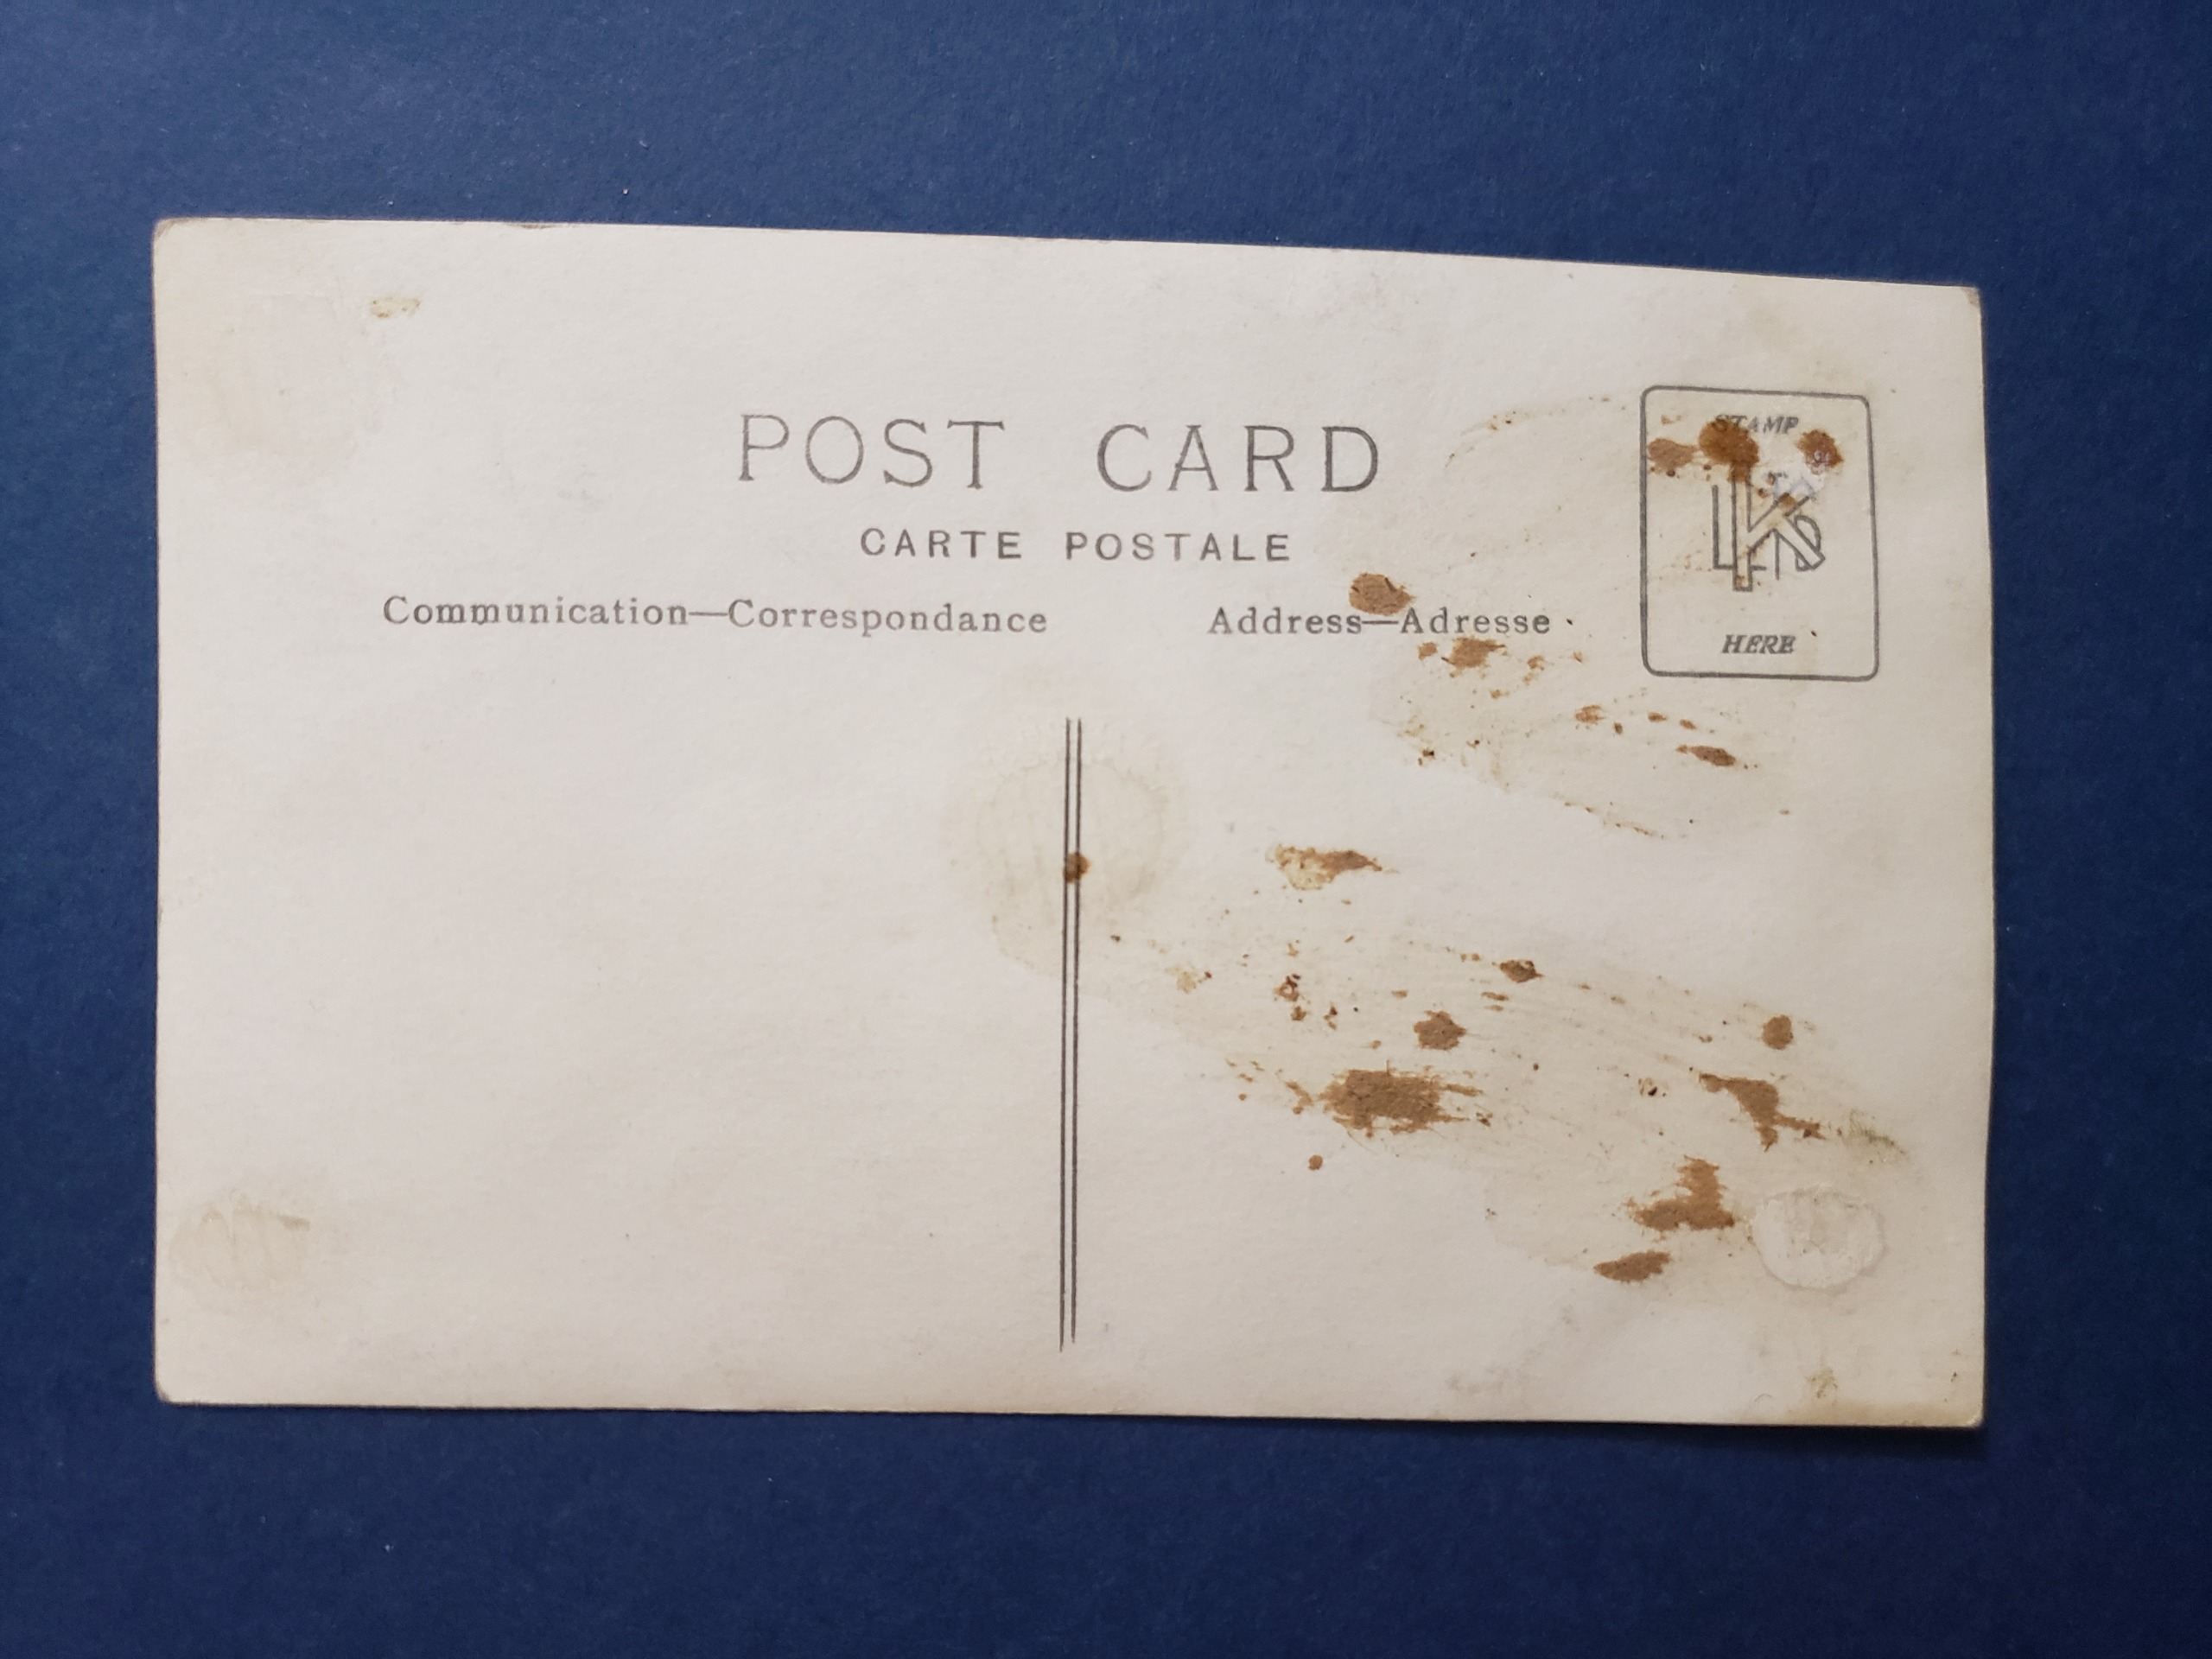 POST CARD
CARTE POSTALE
Communication—Correspondance
Address—Adresse
STAMP
HERE